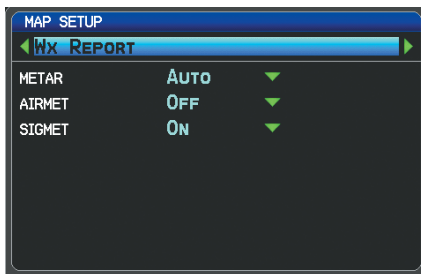 MAP SETUP
Wx Report
METAR Auto
AIRMET Off
SIGMET On